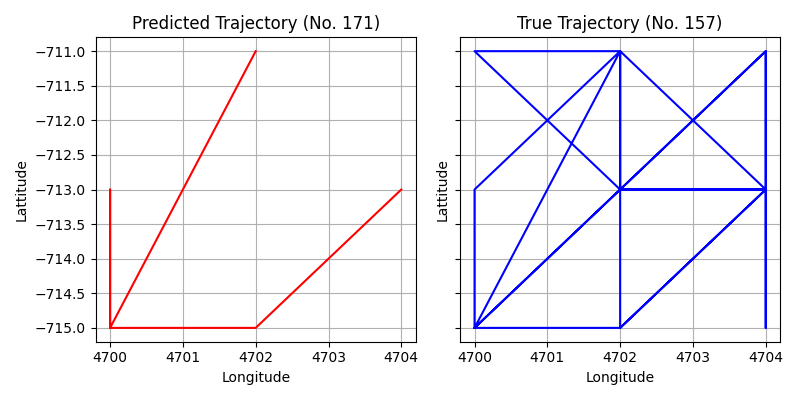 Predicted Trajectory (No. 171)
True Trajectory (No. 157)
−711.0
−711.5
−712.0
−712.5
−713.0
−713.5
−714.0
−714.5
−715.0
Lattitude
Lattitude
4700 4701 4702 4703 4704
4700 4701 4702 4703 4704
Longitude
Longitude